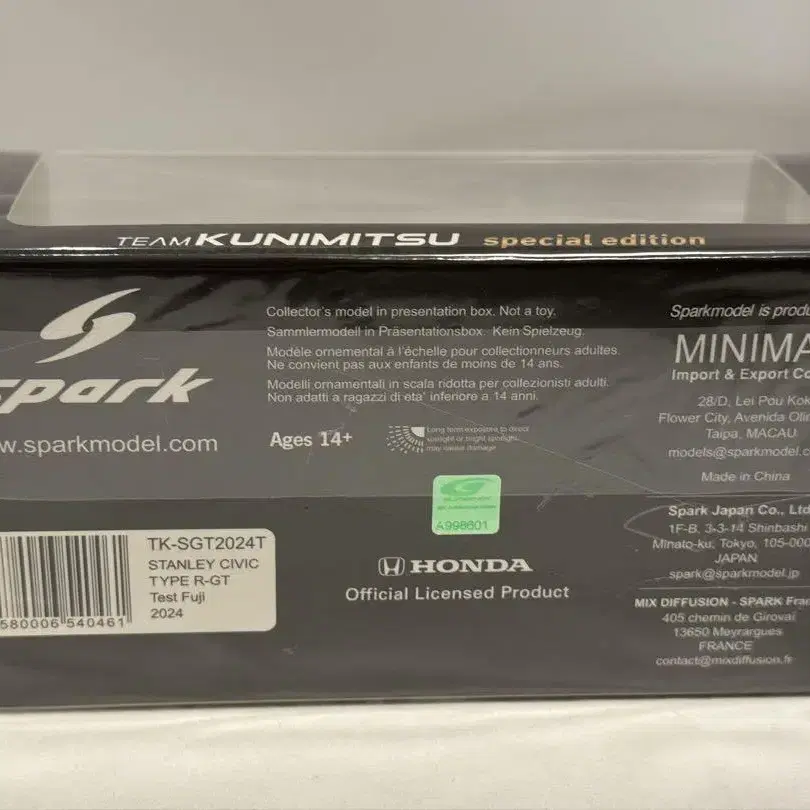 TEAM KUNIMITSU special edition
spark
w.sparkmodel.com
Collector's model in presentation box. Not a toy.
Sammlermodell in Präsentationsbox. Kein Spielzeug.
Modèle ornemental à l'échelle pour collectionneurs adultes.
Ne convient pas aux enfants de moins de 14 ans.
Modelli ornamentali in scala ridotta per collezionisti adulti.
Non adatti a ragazzi di eta' inferiore a 14 anni.
Ages 14+
Long term exposure to direct
sunlight or bright spotlight
may cause damage
A998601
HONDA
Official Licensed Product
TK-SGT2024T
STANLEY CIVIC
TYPE R-GT
Test Fuji
2024
580006 540461
Sparkmodel is produ
MINIMA
Import & Export Co
28/D, Lei Pou Kok
Flower City, Avenida Olim
Taipa, MACAU
models@sparkmodel.c
Made in China
Spark Japan Co., Ltd
1F-B, 3-3-14 Shinbashi
Minato-ku, Tokyo, 105-000
JAPAN
spark@sparkmodel.jp
MIX DIFFUSION - SPARK Fran
405 chemin de Girovai
13650 Meyrargues
FRANCE
contact@mixdiffusion.fr